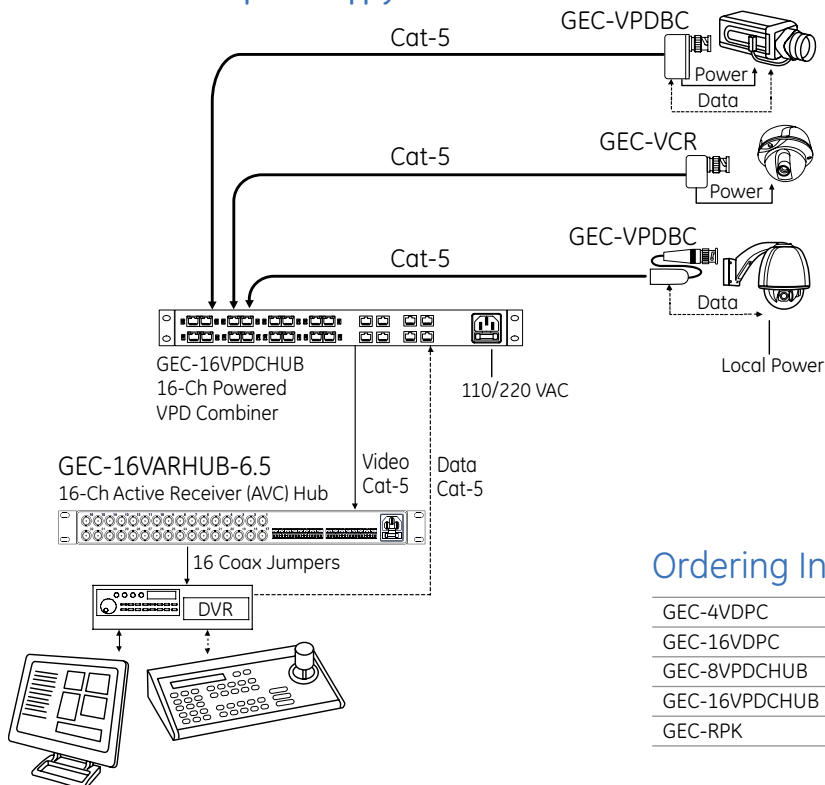 GEC-VPDBC
Cat-5
Power
Data
GEC-VCR
Cat-5
Power
GEC-VPDBC
Cat-5
Data
Local Power
GEC-16VPDCHUB
16-Ch Powered
VPD Combiner
110/220 VAC
GEC-16VARHUB-6.5
16-Ch Active Receiver (AVC) Hub
Video
Cat-5
Data
Cat-5
16 Coax Jumpers
DVR
Ordering In
GEC-4VDPC
GEC-16VDPC
GEC-8VPDCHUB
GEC-16VPDCHUB
GEC-RPK